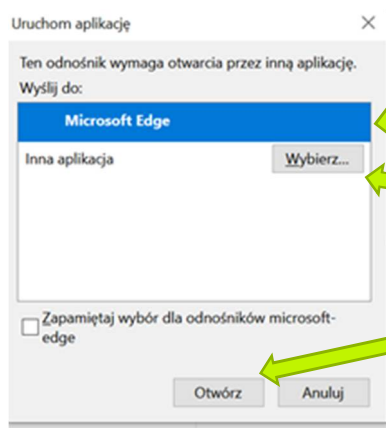 Uruchom aplikację
Ten odnośnik wymaga otwarcia przez inną aplikację.
Wyślij do:
Microsoft Edge
Inna aplikacja Wybierz...
Zapamiętaj wybór dla odnośników microsoft-
edge
Otwórz Anuluj